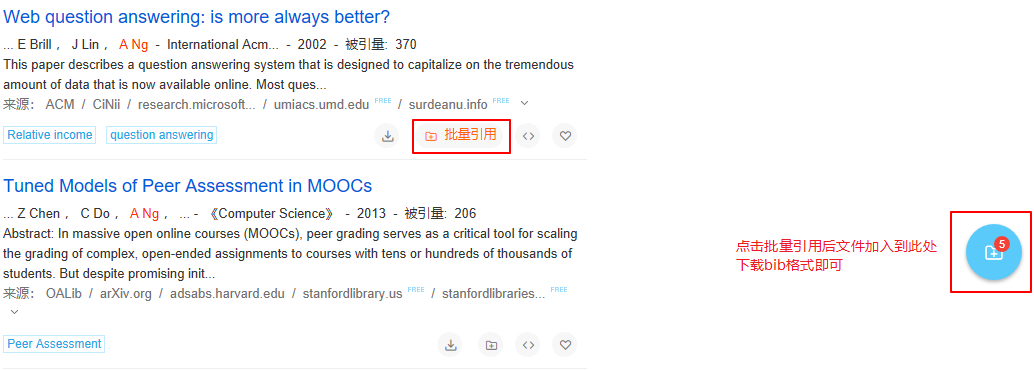 Web question answering: is more always better?
... E Brill， J Lin， A Ng - International Acm... - 2002 - 被引量: 370
This paper describes a question answering system that is designed to capitalize on the tremendous
amount of data that is now available online. Most ques...
来源： ACM / CiNii / research.microsoft... / umiacs.umd.edu FREE / surdeanu.info FREE
Relative income question answering
批量引用
Tuned Models of Peer Assessment in MOOCs
... Z Chen， C Do， A Ng， ... - 《Computer Science》 - 2013 - 被引量: 206
Abstract: In massive open online courses (MOOCs), peer grading serves as a critical tool for scaling
the grading of complex, open-ended assignments to courses with tens or hundreds of thousands of
students. But despite promising init...
来源： OALib / arXiv.org / adsabs.harvard.edu / stanfordlibrary.us FREE / stanfordlibraries... FREE
Peer Assessment
点击批量引用后文件加入到此处
下载bib格式即可
5